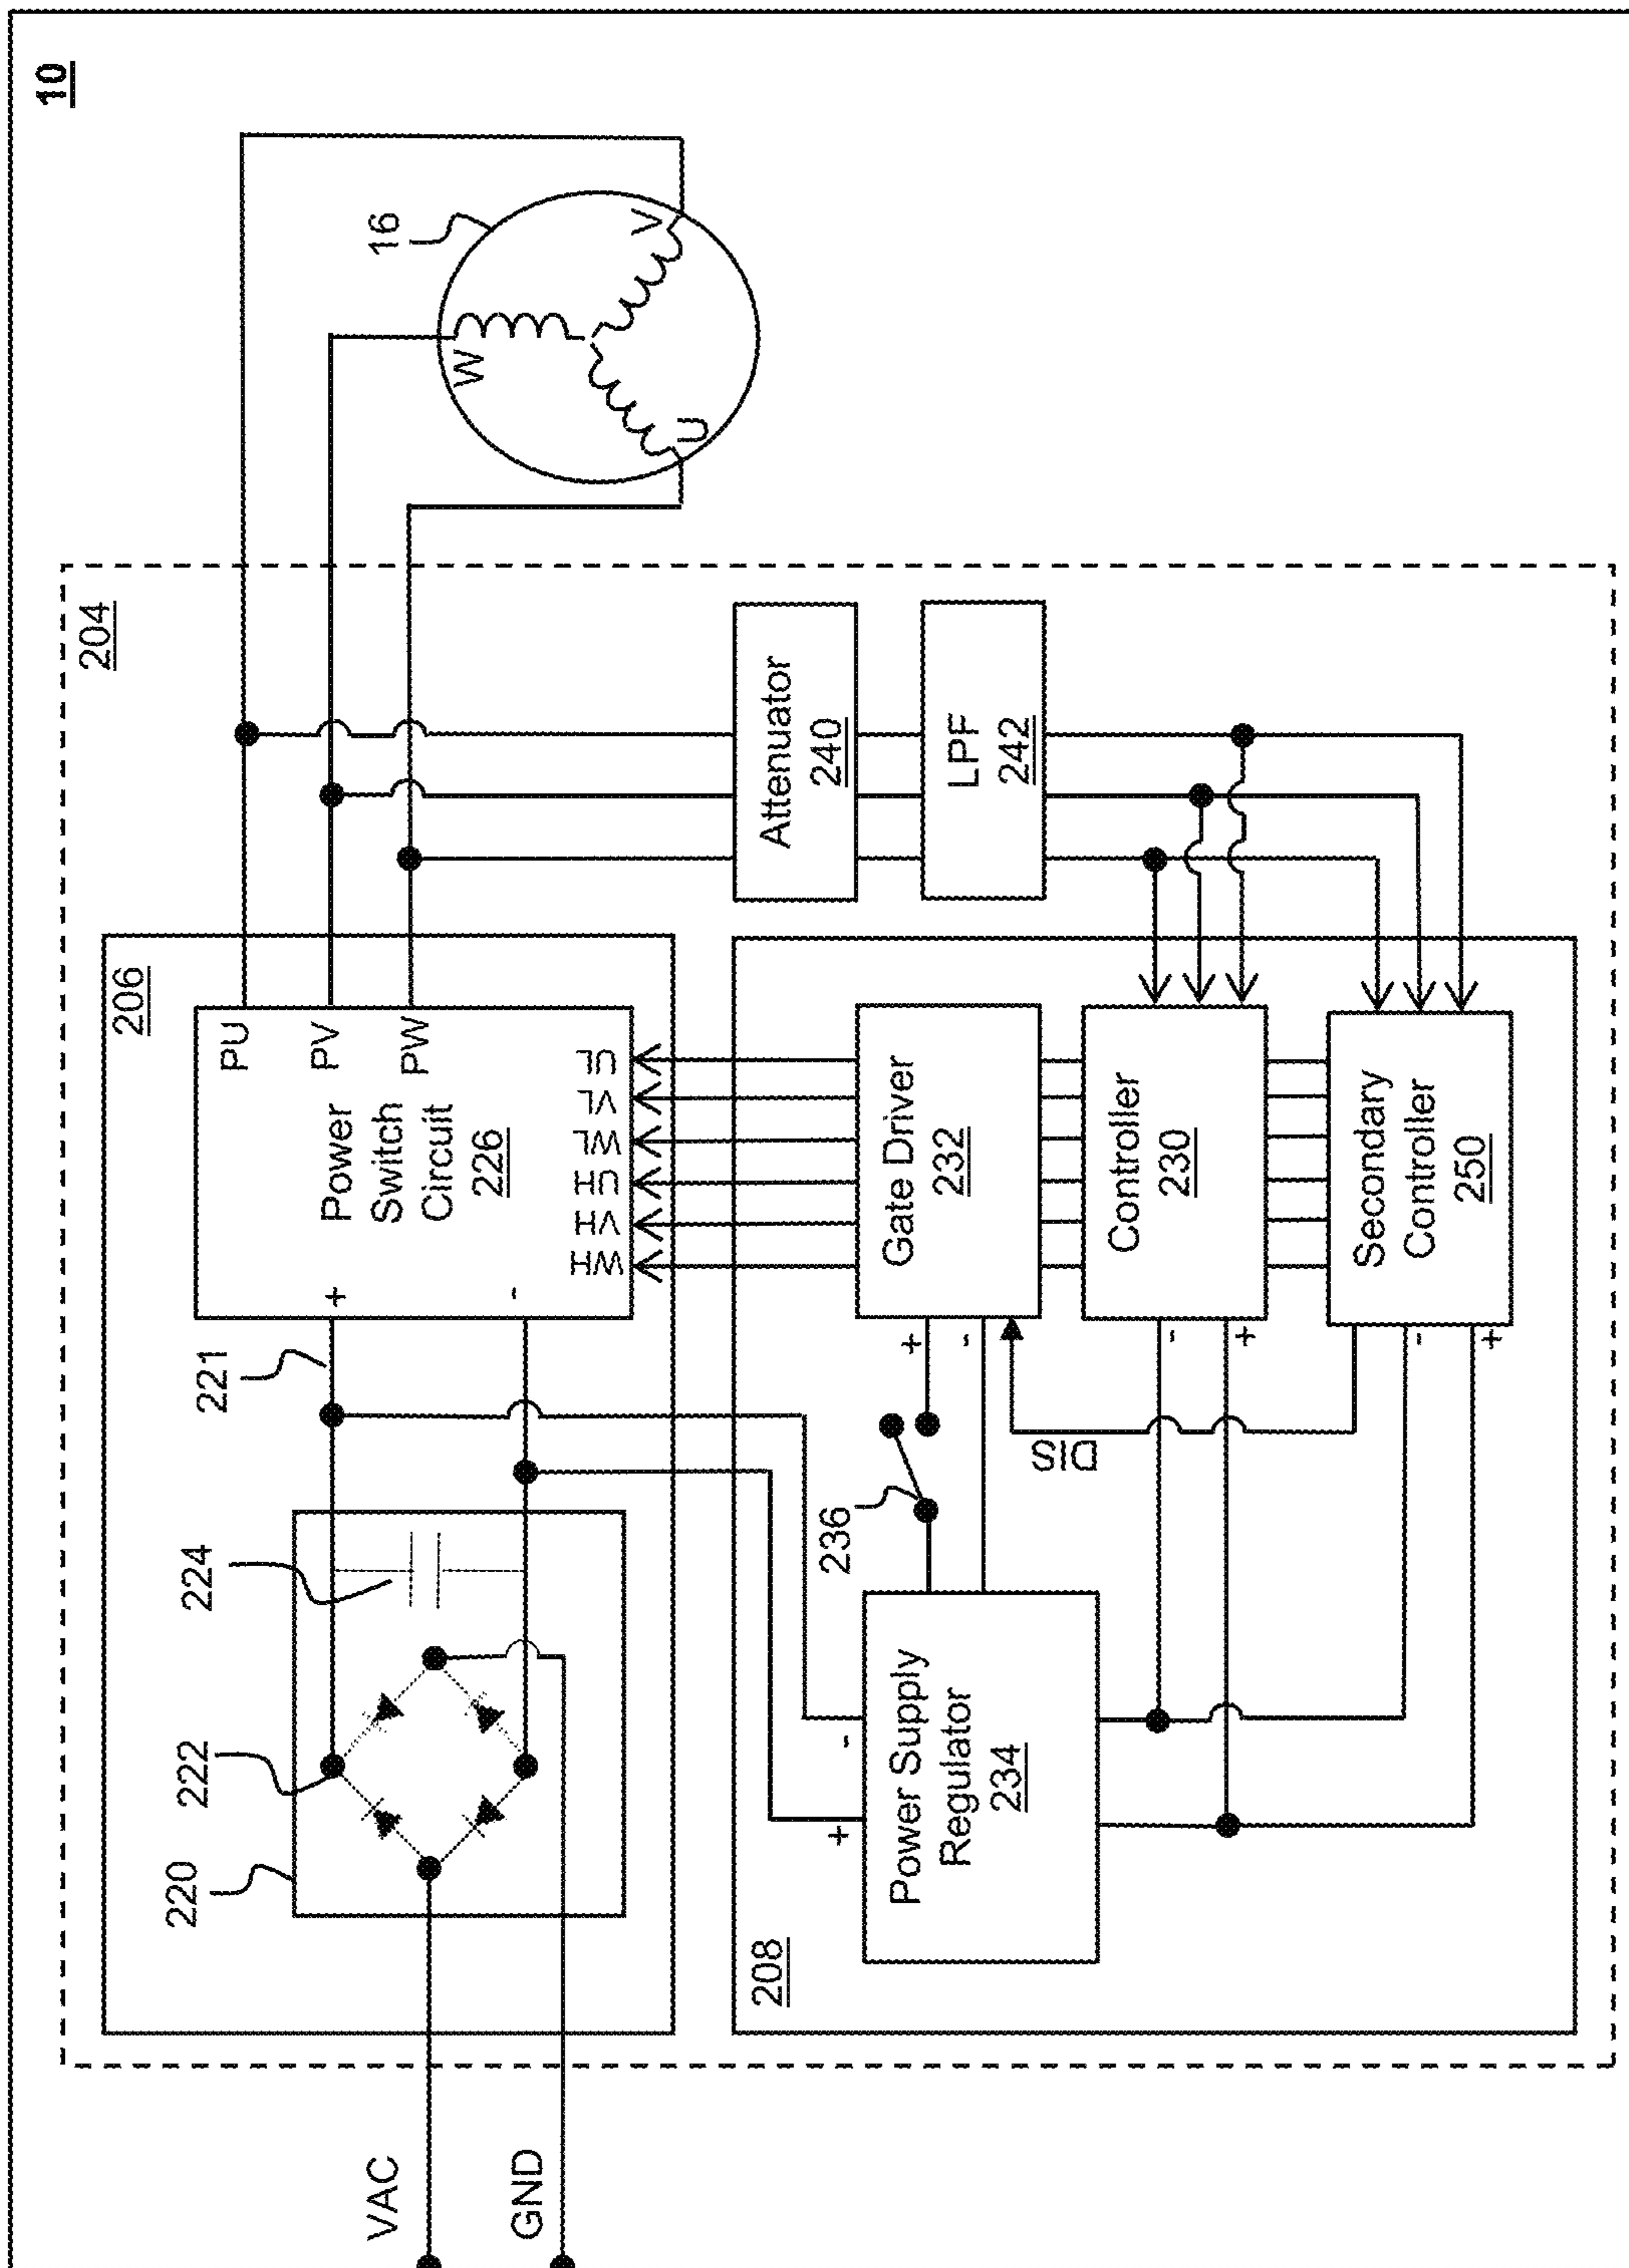 10
204
206
208
VAC
GND
220
222
224
221
+
-
Power
Switch
Circuit
226
PU
PV
PW
WH
VH
UH
WL
VL
UL
16
W
U
V
Attenuator
240
LPF
242
+
-
Power Supply
Regulator
234
236
+
-
Gate Driver
232
DIS
-
+
Controller
230
-
+
Secondary
Controller
250